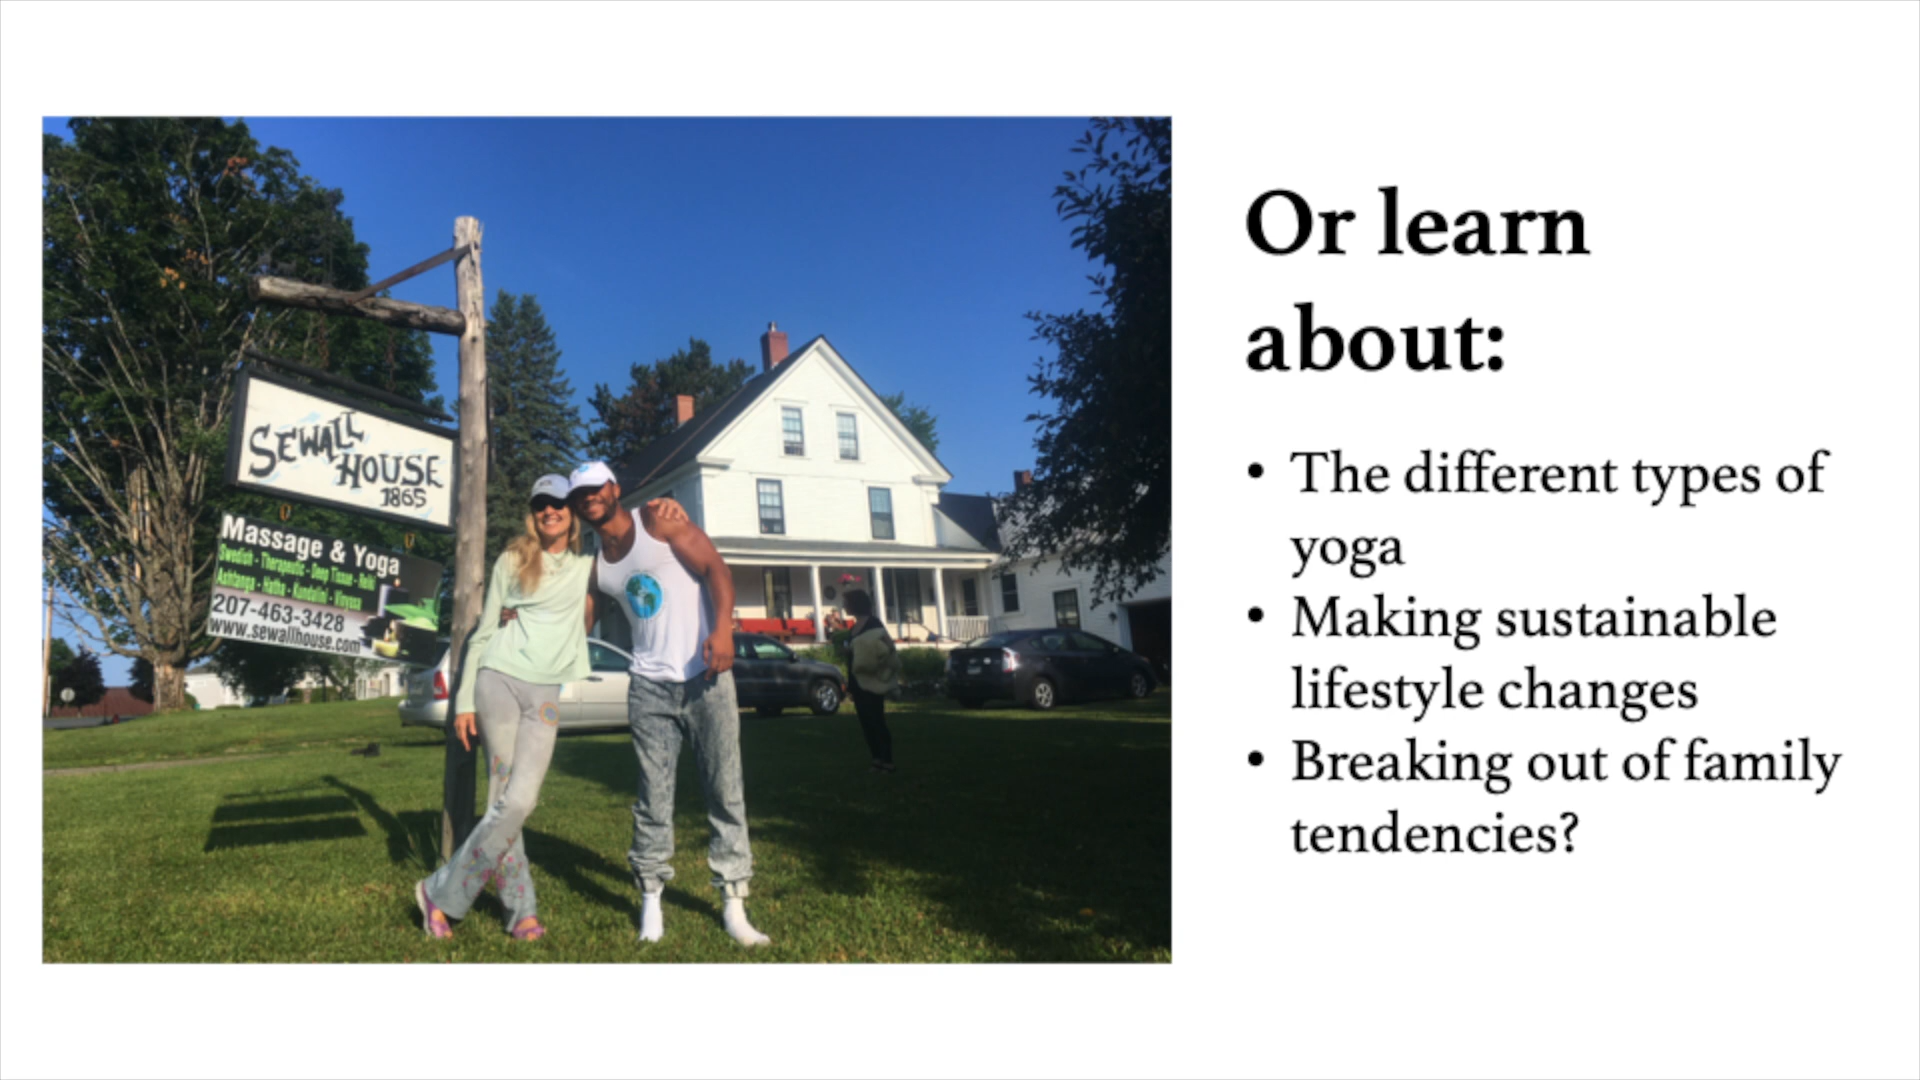 SEWALL
HOUSE
1865
Massage & Yoga
Swedish - Therapeutic - Deep Tissue - Reiki
Ashtanga - Hatha - Kundalini - Vinyasa
207-463-3428
www.sewallhouse.com
Or learn
about:
• The different types of
yoga
• Making sustainable
lifestyle changes
• Breaking out of family
tendencies?